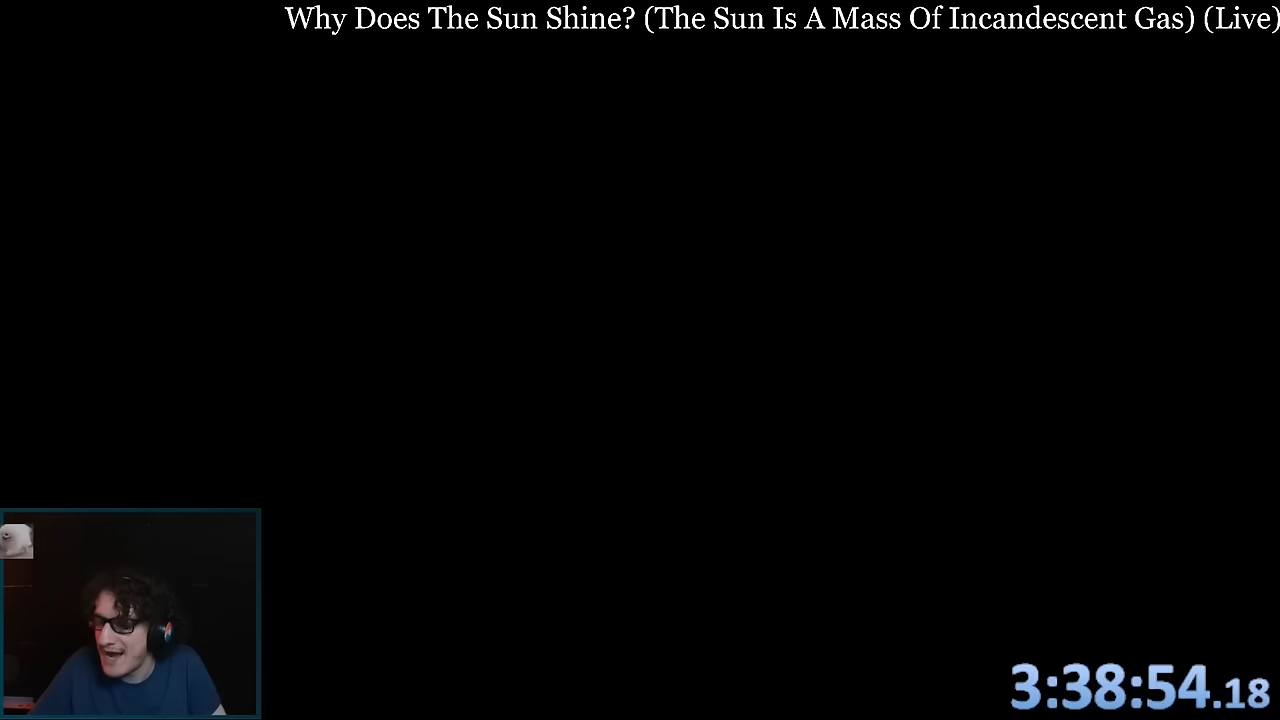 Why Does The Sun Shine? (The Sun Is A Mass Of Incandescent Gas) (Live)
3:38:54.18